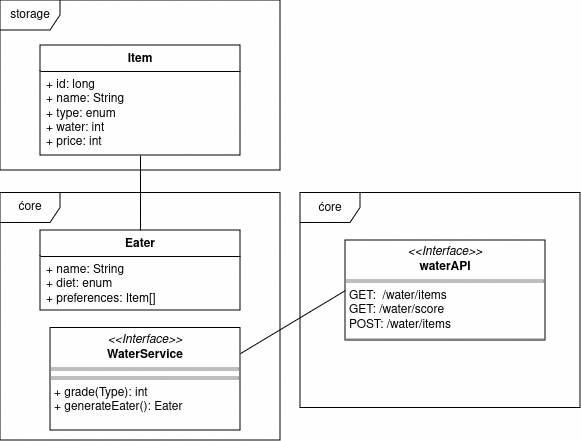 storage
Item
+ id: long
+ name: String
+ type: enum
+ water: int
+ price: int
ćore
Eater
+ name: String
+ diet: enum
+ preferences: Item[]
<<Interface>>
WaterService
+ grade(Type): int
+ generateEater(): Eater
ćore
<<Interface>>
waterAPI
GET:  /water/items
GET: /water/score
POST: /water/items